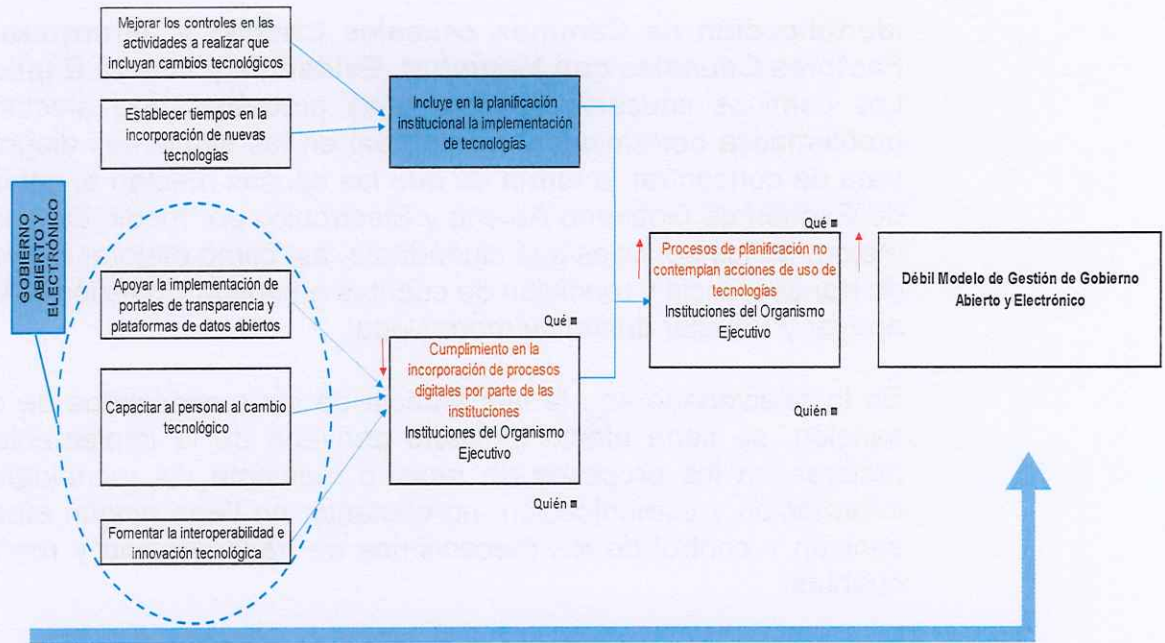 Mejorar los controles en las
actividades a realizar que
incluyan cambios tecnológicos
Establecer tiempos en la
incorporación de nuevas
tecnologías
Incluye en la planificación
institucional la implementación
de tecnologías
GOBIERNO
ABIERTO Y
ELECTRÓNICO
Apoyar la implementación de
portales de transparencia y
plataformas de datos abiertos
Capacitar al personal al cambio
tecnológico
Fomentar la interoperabilidad e
innovación tecnológica
Qué
Cumplimiento en la
incorporación de procesos
digitales por parte de las
instituciones
Instituciones del Organismo
Ejecutivo
Quién
Qué
Procesos de planificación no
contemplan acciones de uso de
tecnologías
Instituciones del Organismo
Ejecutivo
Quién
Débil Modelo de Gestión de Gobierno
Abierto y Electrónico